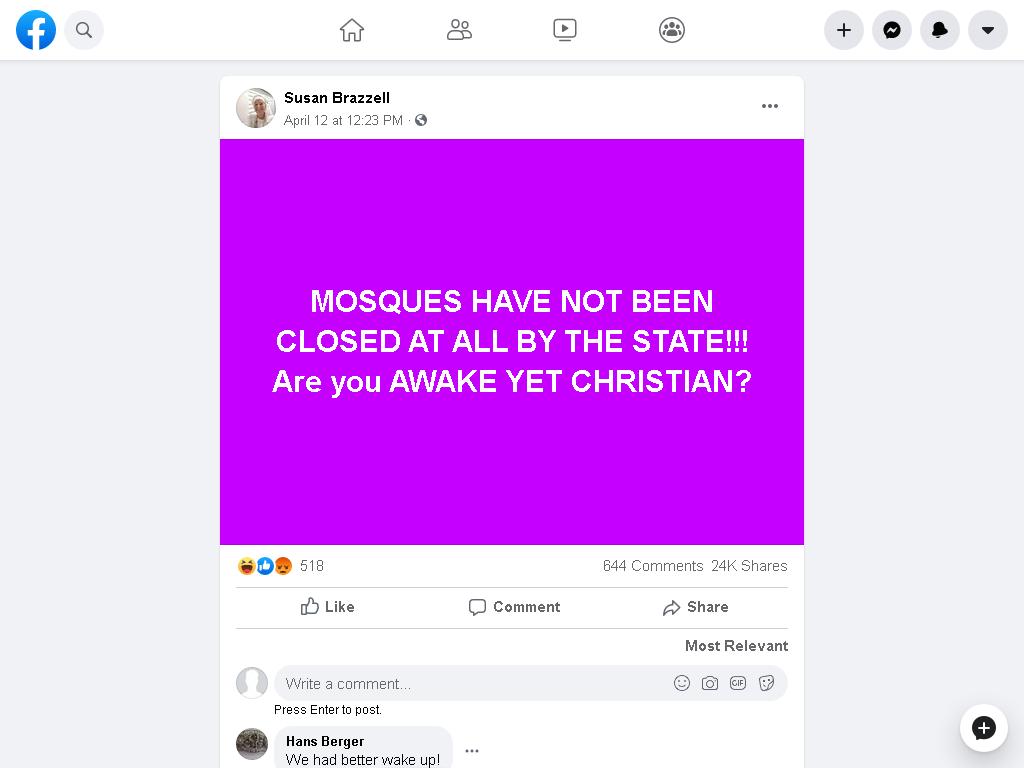 Susan Brazzell
April 12 at 12:23 PM ·
MOSQUES HAVE NOT BEEN
CLOSED AT ALL BY THE STATE!!!
Are you AWAKE YET CHRISTIAN?
518
644 Comments 24K Shares
Like
Comment
Share
Most Relevant
Write a comment...
GIF
Press Enter to post.
Hans Berger
We had better wake up!